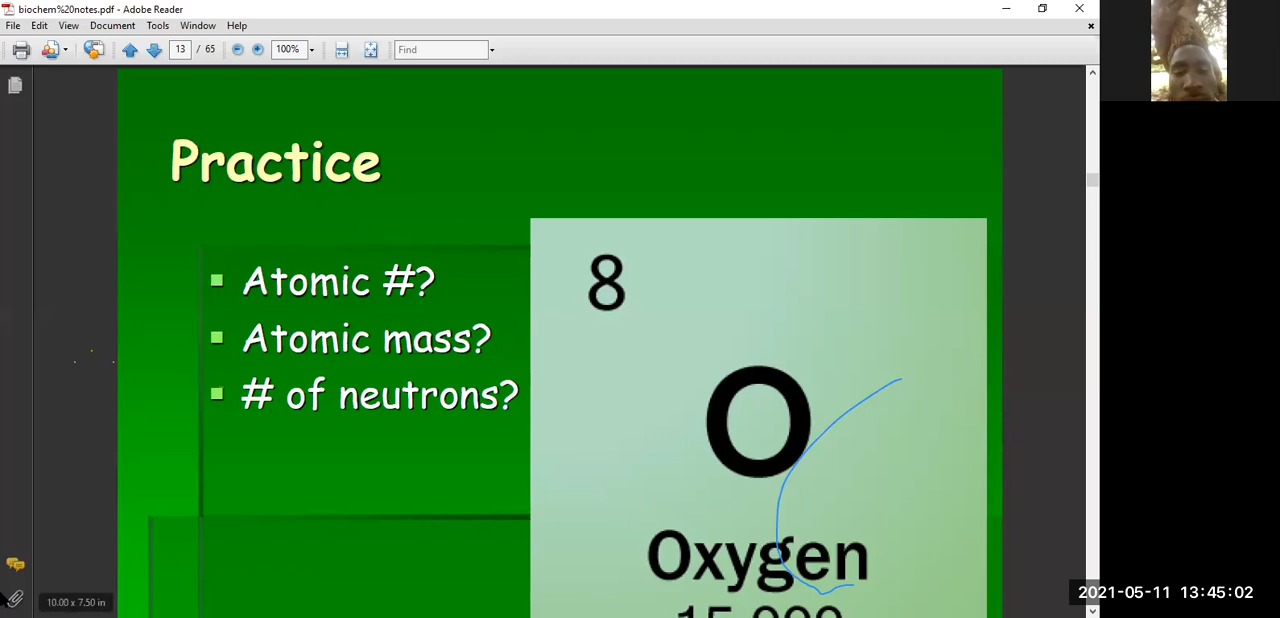 biochem%20notes.pdf - Adobe Reader
File Edit View Document Tools Window Help
13 / 65 100% Find
Practice
Atomic #?
Atomic mass?
# of neutrons?
8
O
Oxygen
10.00 x 7.50 in
2021-05-11 13:45:02